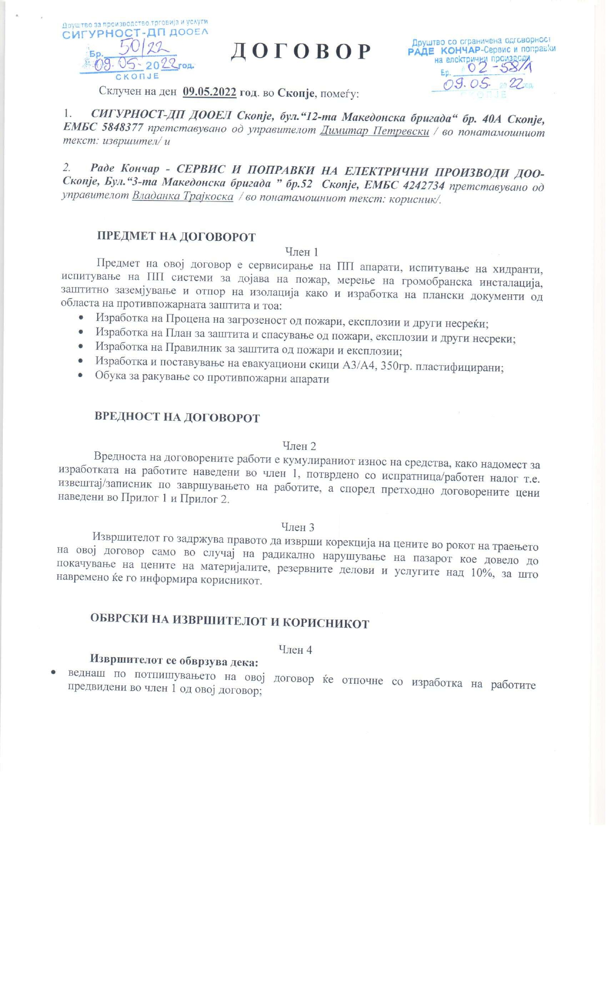 Друштво за производство, трговија и услуги
СИГУРНОСТ-ДП ДООЕЛ
Бр. 50/22
09.05-2022 год.
СКОПЈЕ
ДОГОВОР
Друштво со ограничена одговорност
РАДЕ КОНЧАР-Сервис и поправки
на електрични производи
Бр. 02-58/1
09.05. 2022 год.
СКОПЈЕ
Склучен на ден 09.05.2022 год. во Скопје, помеѓу:
1. СИГУРНОСТ-ДП ДООЕЛ Скопје, бул.“12-та Македонска бригада“ бр. 40А Скопје,
ЕМБС 5848377 претставувано од управителот Димитар Петревски / во понатамошниот
текст: извршител/ и
2. Раде Кончар - СЕРВИС И ПОПРАВКИ НА ЕЛЕКТРИЧНИ ПРОИЗВОДИ ДОО-
Скопје, Бул.“3-та Македонска бригада ” бр.52 Скопје, ЕМБС 4242734 претставувано од
управителот Владанка Трајкоска / во понатамошниот текст: корисник/.
ПРЕДМЕТ НА ДОГОВОРОТ
Член 1
Предмет на овој договор е сервисирање на ПП апарати, испитување на хидранти,
испитување на ПП системи за дојава на пожар, мерење на громобранска инсталација,
заштитно заземјување и отпор на изолација како и изработка на плански документи од
областа на противпожарната заштита и тоа:
• Изработка на Процена на загрозеност од пожари, експлозии и други несреќи;
• Изработка на План за заштита и спасување од пожари, експлозии и други несреки;
• Изработка на Правилник за заштита од пожари и експлозии;
• Изработка и поставување на евакуациони скици А3/А4, 350гр. пластифицирани;
• Обука за ракување со противпожарни апарати
ВРЕДНОСТ НА ДОГОВОРОТ
Член 2
Вредноста на договорените работи е кумулираниот износ на средства, како надомест за
изработката на работите наведени во член 1, потврдено со испратница/работен налог т.е.
извештај/записник по завршувањето на работите, а според претходно договорените цени
наведени во Прилог 1 и Прилог 2.
Член 3
Извршителот го задржува правото да изврши корекција на цените во рокот на траењето
на овој договор само во случај на радикално нарушување на пазарот кое довело до
покачување на цените на материјалите, резервните делови и услугите над 10%, за што
навремено ќе го информира корисникот.
ОБВРСКИ НА ИЗВРШИТЕЛОТ И КОРИСНИКОТ
Член 4
Извршителот се обврзува дека:
• веднаш по потпишувањето на овој договор ќе отпочне со изработка на работите
предвидени во член 1 од овој договор;